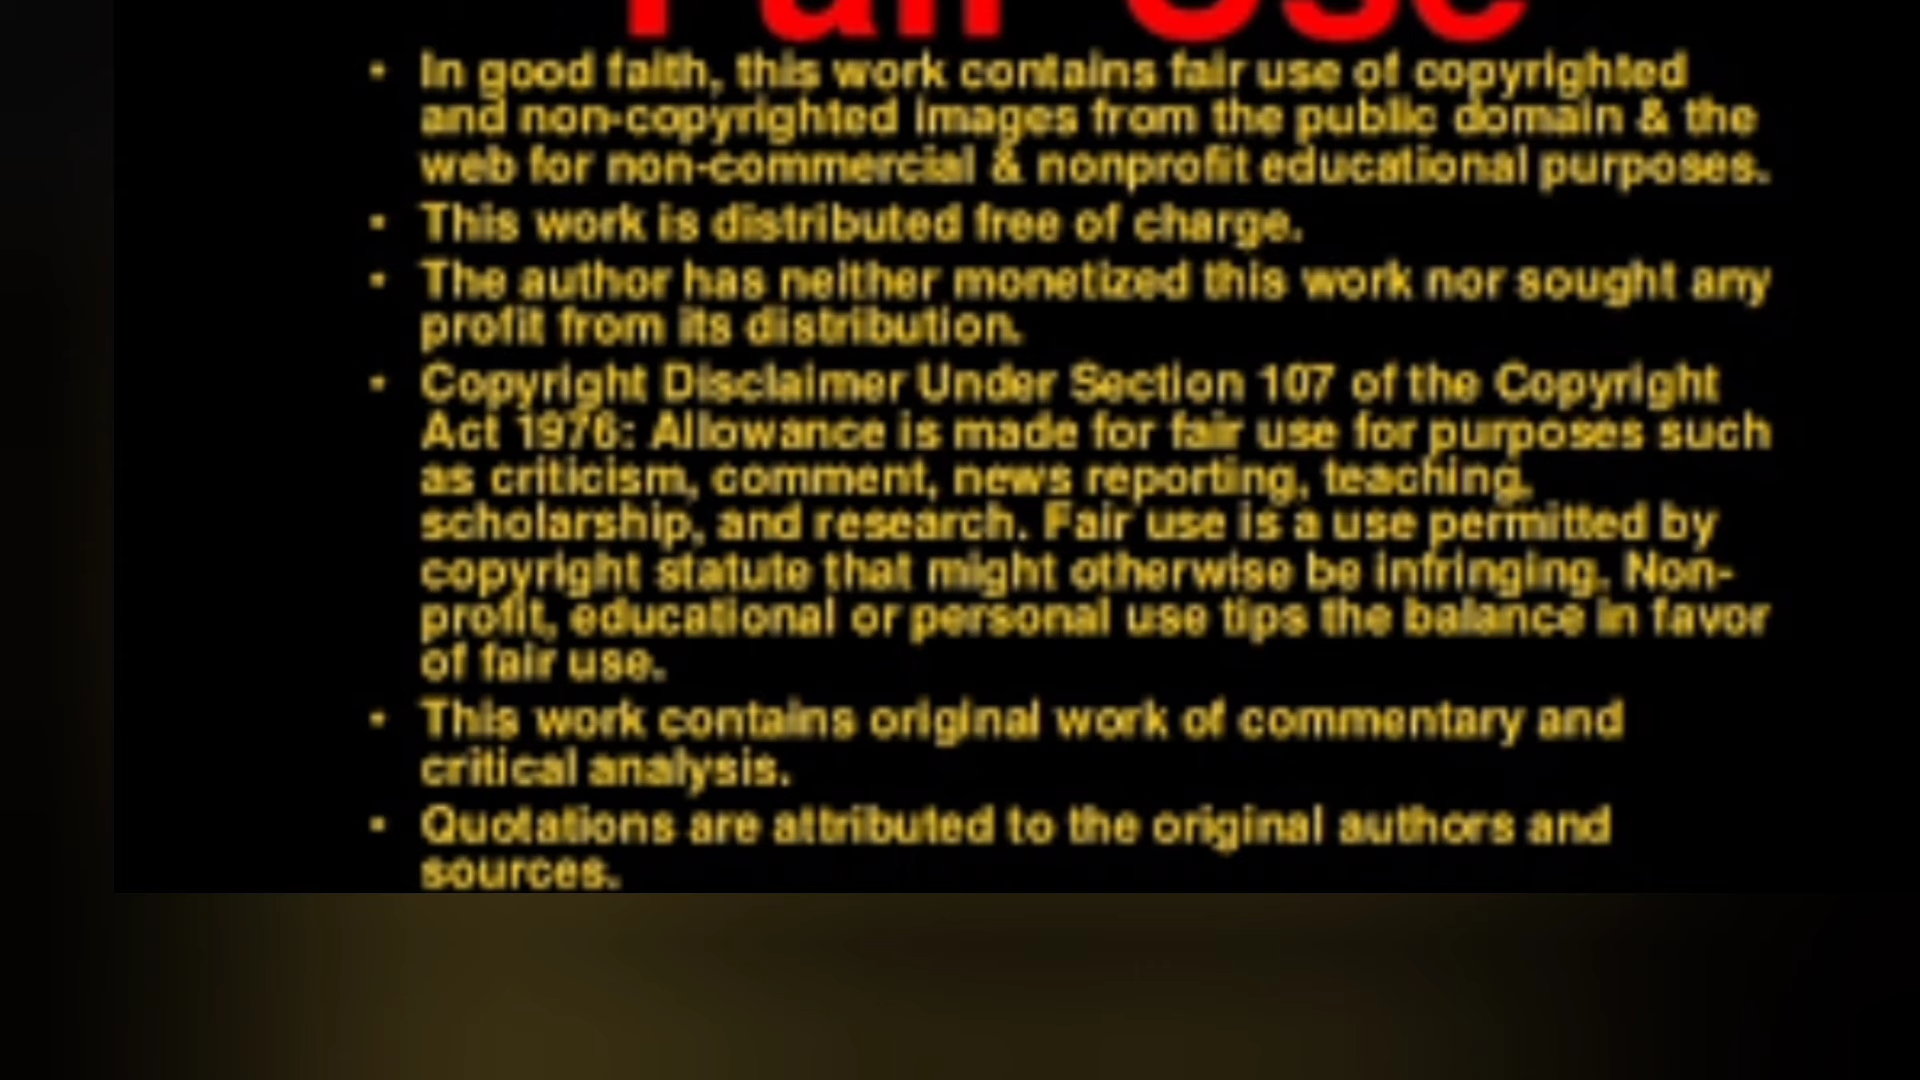 Fair Use
• In good faith, this work contains fair use of copyrighted
and non-copyrighted images from the public domain & the
web for non-commercial & nonprofit educational purposes.
• This work is distributed free of charge.
• The author has neither monetized this work nor sought any
profit from its distribution.
• Copyright Disclaimer Under Section 107 of the Copyright
Act 1976: Allowance is made for fair use for purposes such
as criticism, comment, news reporting, teaching,
scholarship, and research. Fair use is a use permitted by
copyright statute that might otherwise be infringing. Non-
profit, educational or personal use tips the balance in favor
of fair use.
• This work contains original work of commentary and
critical analysis.
• Quotations are attributed to the original authors and
sources.